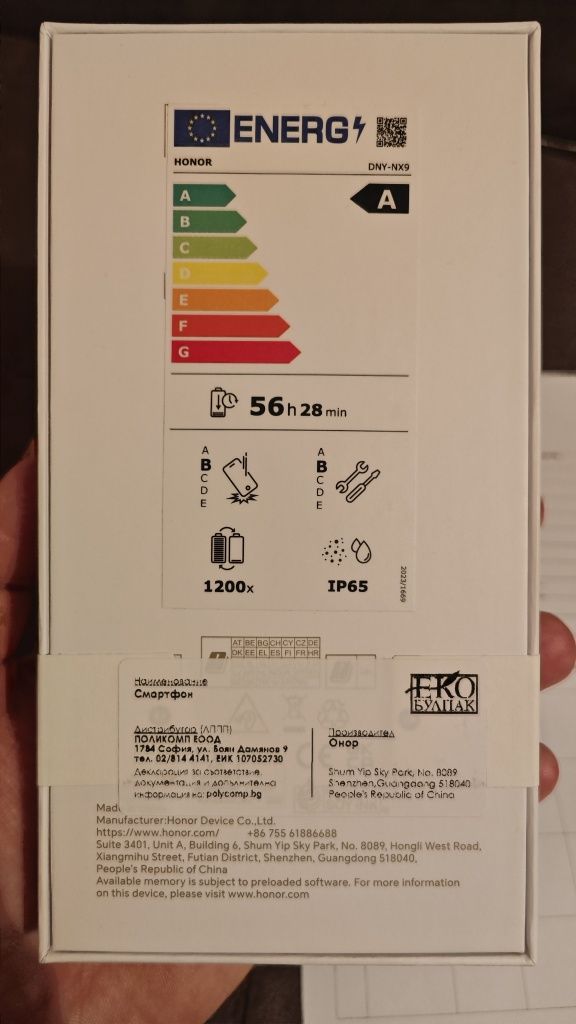 ENERG
HONOR
DNY-NX9
A
A
B
C
D
E
F
G
56 h 28 min
A
B
C
D
E
A
B
C
D
E
1200x
IP65
2023/1669
AT BE BG CH CY CZ DE
DK EE EL ES FI FR HR
Наименование
Смартфон
ЕКО
БУЛПАК
Дистрибутор (ЛППП)
ПОЛИКОМП ЕООД
1784 София, ул. Боян Дамянов 9
тел. 02/814 4141, ЕИК 107052730
Декларация за съответствие,
документация и допълнителна
информация на: polycomp.bg
Производител
Онор
Shum Yip Sky Park, No. 8089
Shenzhen,Guangdong 518040
People's Republic of China
Mad
Manufacturer:Honor Device Co.,Ltd.
https://www.honor.com/ +86 755 61886688
Suite 3401, Unit A, Building 6, Shum Yip Sky Park, No. 8089, Hongli West Road,
Xiangmihu Street, Futian District, Shenzhen, Guangdong 518040,
People's Republic of China
Available memory is subject to preloaded software. For more information
on this device, please visit www.honor.com